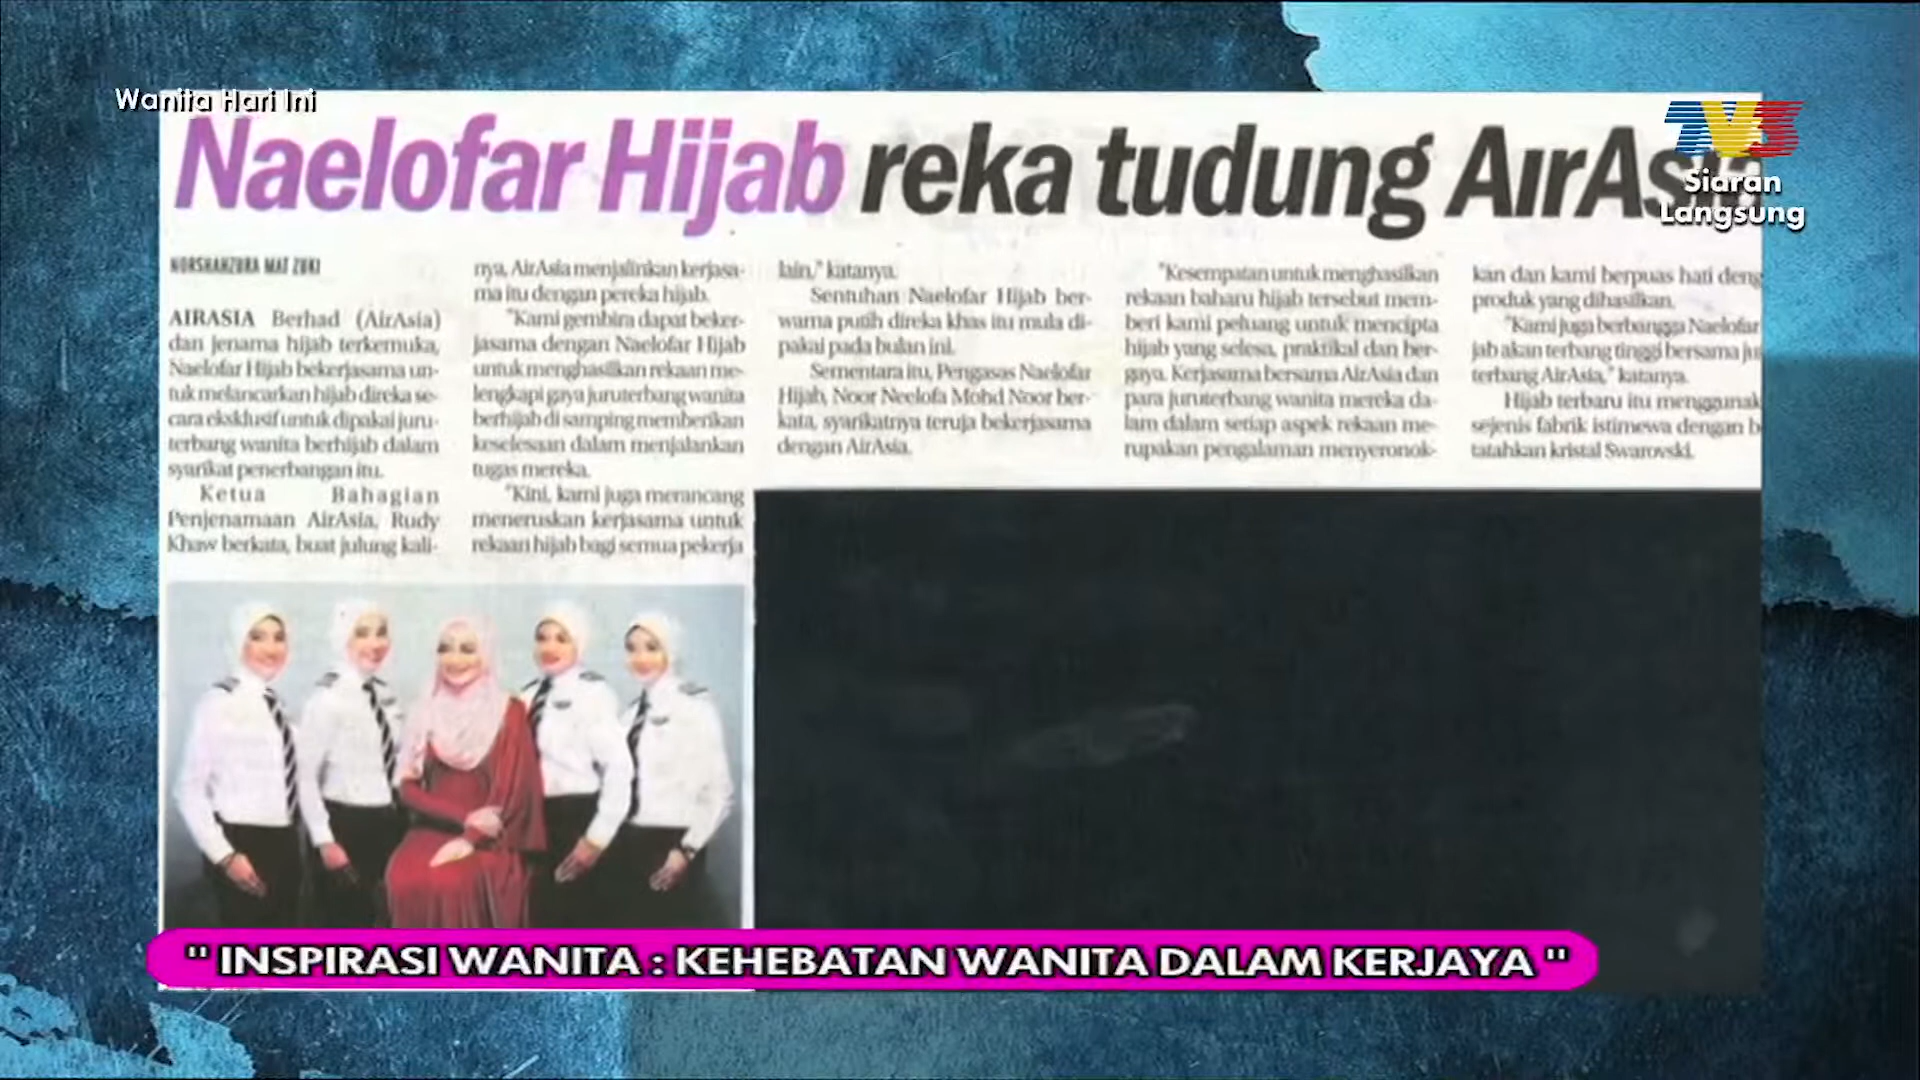 Wanita Hari Ini
TV3
Siaran
Langsung
Naelofar Hijab reka tudung AirAsia
NORSHAHZURA MAT ZUKI
AIRASIA Berhad (AirAsia)
dan jenama hijab terkemuka,
Naelofar Hijab bekerjasama un-
tuk melancarkan hijab direka se-
cara eksklusif untuk dipakai juru-
terbang wanita berhijab dalam
syarikat penerbangan itu.
Ketua Bahagian
Penjenamaan AirAsia, Rudy
Khaw berkata, buat julung kali-
nya, AirAsia menjalinkan kerjasa-
ma itu dengan pereka hijab.
"Kami gembira dapat beker-
jasama dengan Naelofar Hijab
untuk menghasilkan rekaan me-
lengkapi gaya juruterbang wanita
berhijab di samping memberikan
keselesaan dalam menjalankan
tugas mereka.
"Kini, kami juga merancang
meneruskan kerjasama untuk
rekaan hijab bagi semua pekerja
lain," katanya.
Sentuhan Naelofar Hijab ber-
warna putih direka khas itu mula di-
pakai pada bulan ini.
Sementara itu, Pengasas Naelofar
Hijab, Noor Neelofa Mohd Noor ber-
kata, syarikatnya teruja bekerjasama
dengan AirAsia.
"Kesempatan untuk menghasilkan
rekaan baharu hijab tersebut mem-
beri kami peluang untuk mencipta
hijab yang selesa, praktikal dan ber-
gaya. Kerjasama bersama AirAsia dan
para juruterbang wanita mereka da-
lam dalam setiap aspek rekaan me-
rupakan pengalaman menyeronok-
kan dan kami berpuas hati deng
produk yang dihasilkan.
"Kami juga berbangga Naelofar
jab akan terbang tinggi bersama ju
terbang AirAsia," katanya.
Hijab terbaru itu menggunak
sejenis fabrik istimewa dengan b
tatahkan kristal Swarovski.
" INSPIRASI WANITA : KEHEBATAN WANITA DALAM KERJAYA "